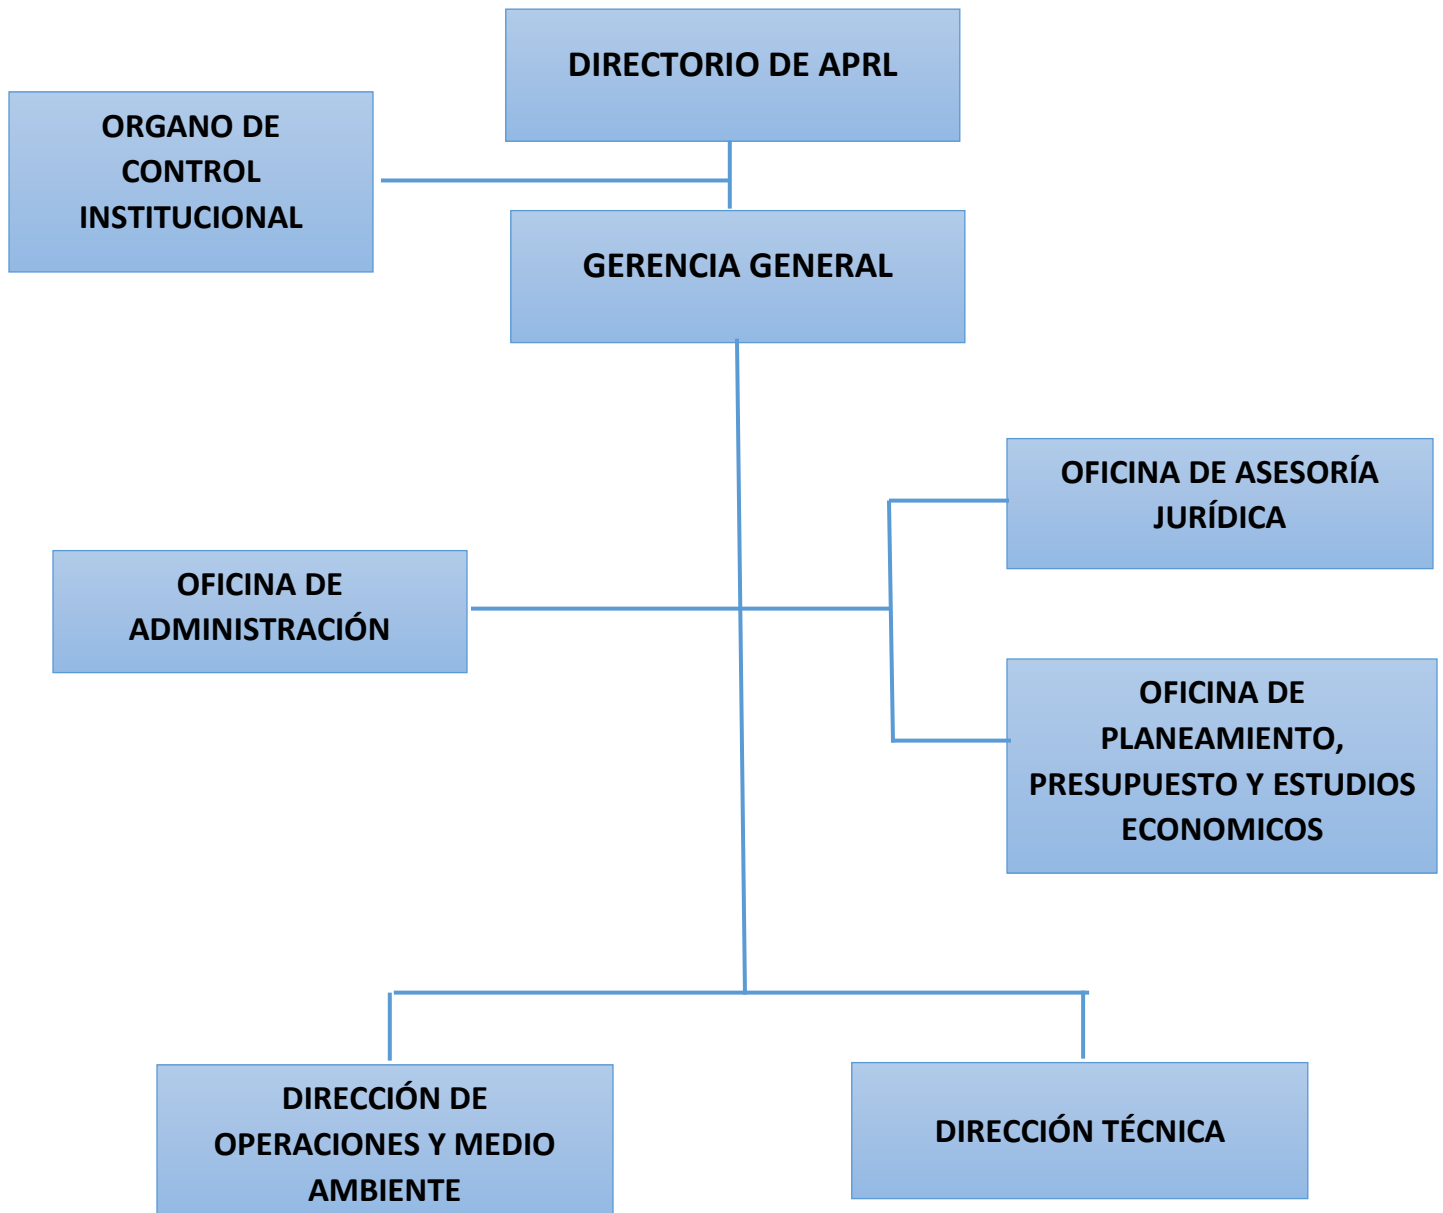 DIRECTORIO DE APRL
ORGANO DE
CONTROL
INSTITUCIONAL
GERENCIA GENERAL
OFICINA DE ASESORÍA
JURÍDICA
OFICINA DE
ADMINISTRACIÓN
OFICINA DE
PLANEAMIENTO,
PRESUPUESTO Y ESTUDIOS
ECONOMICOS
DIRECCIÓN DE
OPERACIONES Y MEDIO
AMBIENTE
DIRECCIÓN TÉCNICA